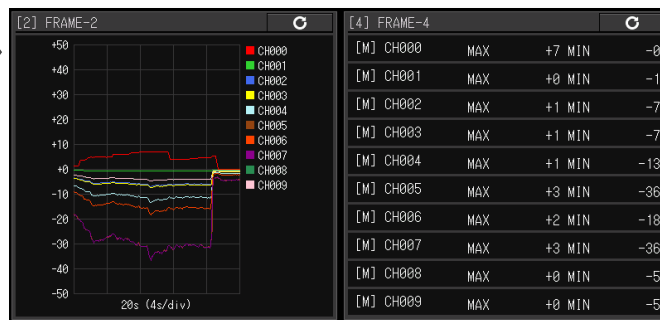 [2] FRAME-2
+50
+40
+30
+20
+10
+0
-10
-20
-30
-40
-50
CH000
CH001
CH002
CH003
CH004
CH005
CH006
CH007
CH008
CH009
20s (4s/div)
[4] FRAME-4
[M] CH000 MAX +7 MIN -0
[M] CH001 MAX +0 MIN -1
[M] CH002 MAX +1 MIN -7
[M] CH003 MAX +1 MIN -7
[M] CH004 MAX +1 MIN -13
[M] CH005 MAX +3 MIN -36
[M] CH006 MAX +2 MIN -18
[M] CH007 MAX +3 MIN -36
[M] CH008 MAX +0 MIN -5
[M] CH009 MAX +0 MIN -5